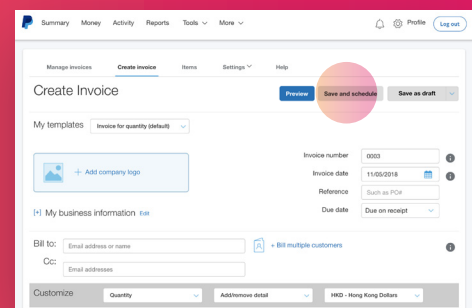 Summary Money Activity Reports Tools More Profile Log out
Manage invoices Create invoice Items Settings Help
Create Invoice
Preview Save and schedule Save as draft
My templates Invoice for quantity (default)
+ Add company logo
Invoice number 0003
Invoice date 11/05/2018
Reference Such as PO#
Due date Due on receipt
[+] My business information Edit
Bill to: Email address or name + Bill multiple customers
Cc: Email addresses
Customize Quantity Add/remove detail HKD - Hong Kong Dollars